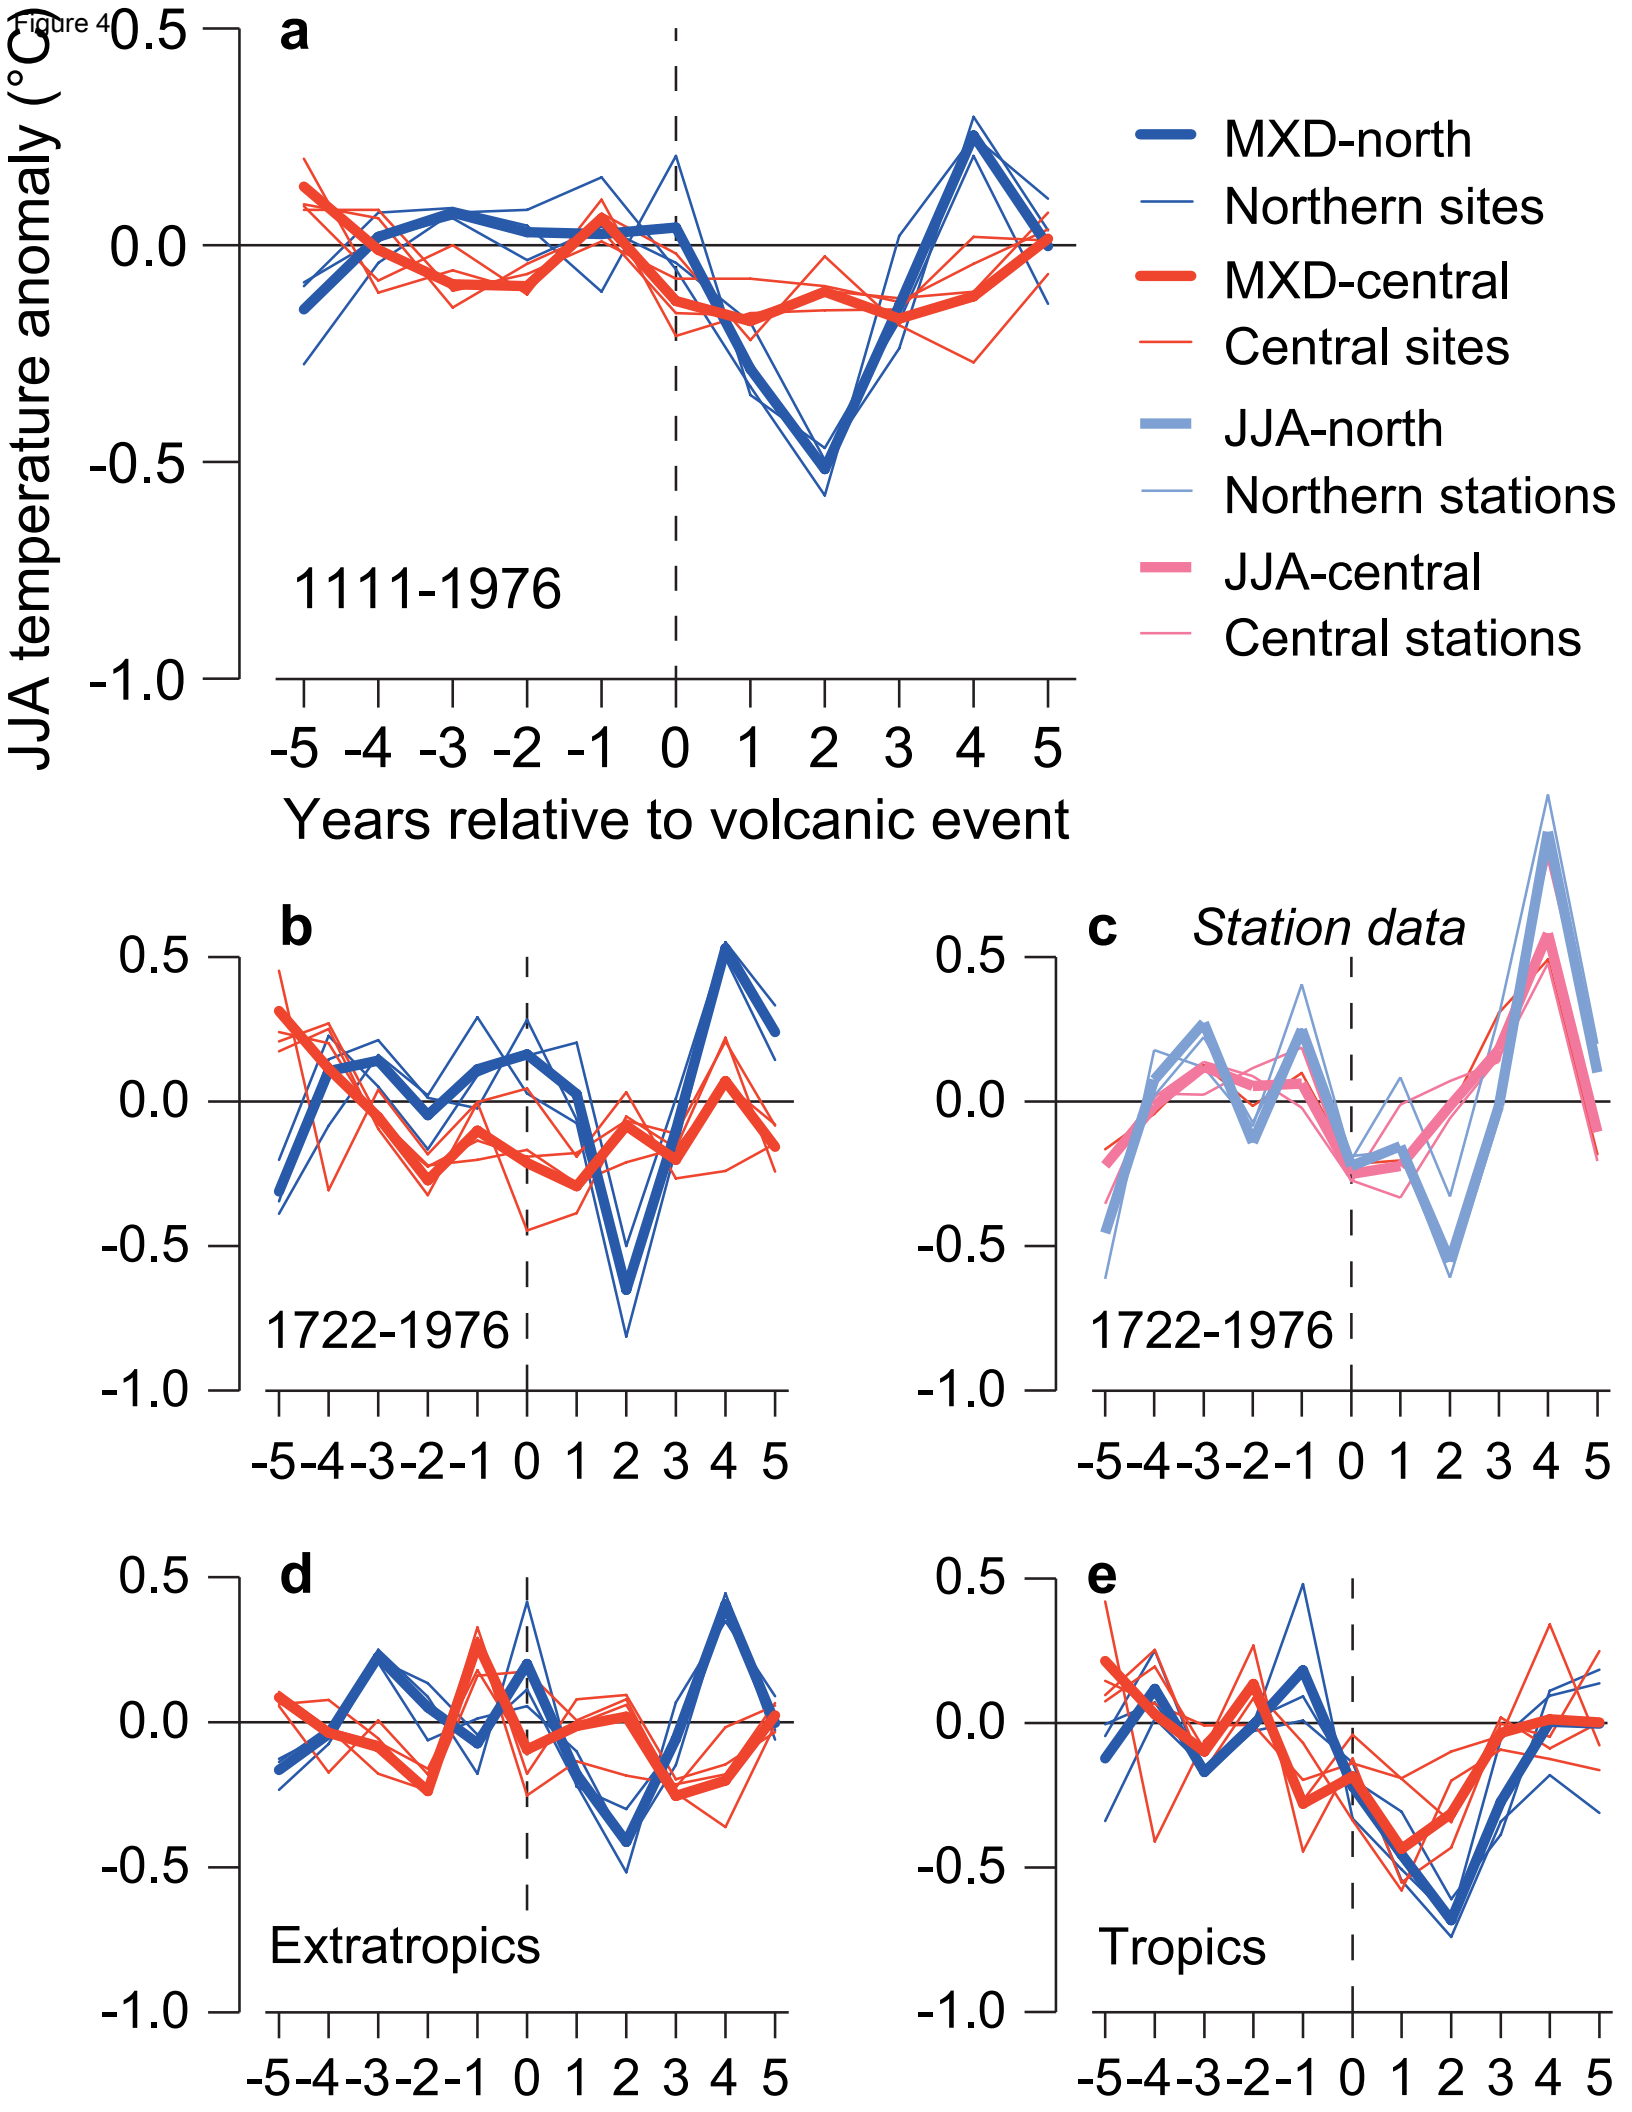 Figure 4
JJA temperature anomaly (°C)
a
0.5
0.0
-0.5
-1.0
1111-1976
-5 -4 -3 -2 -1 0 1 2 3 4 5
Years relative to volcanic event
MXD-north
Northern sites
MXD-central
Central sites
JJA-north
Northern stations
JJA-central
Central stations
b
0.5
0.0
-0.5
-1.0
1722-1976
-5 -4 -3 -2 -1 0 1 2 3 4 5
c
Station data
0.5
0.0
-0.5
-1.0
1722-1976
-5 -4 -3 -2 -1 0 1 2 3 4 5
d
0.5
0.0
-0.5
-1.0
Extratropics
-5 -4 -3 -2 -1 0 1 2 3 4 5
e
0.5
0.0
-0.5
-1.0
Tropics
-5 -4 -3 -2 -1 0 1 2 3 4 5